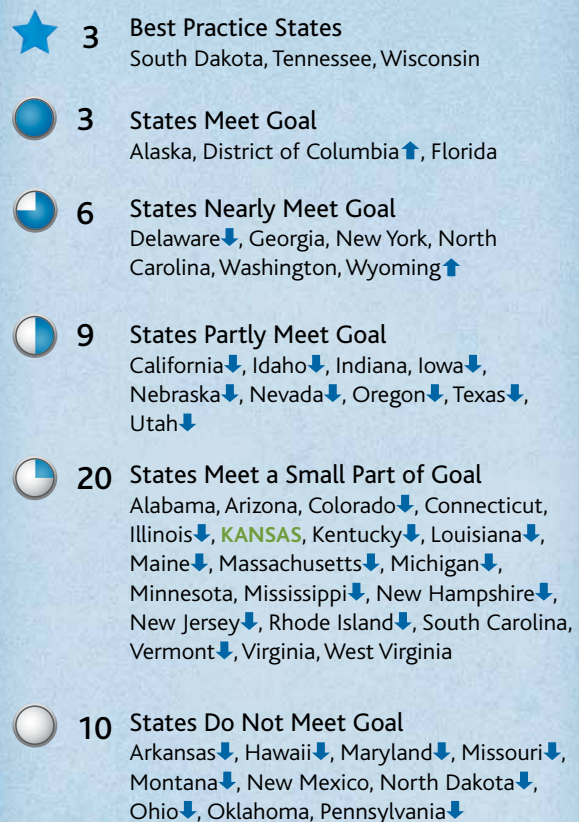 3 Best Practice States
South Dakota, Tennessee, Wisconsin
3 States Meet Goal
Alaska, District of Columbia⬆, Florida
6 States Nearly Meet Goal
Delaware⬇, Georgia, New York, North
Carolina, Washington, Wyoming⬆
9 States Partly Meet Goal
California⬇, Idaho⬇, Indiana, Iowa⬇,
Nebraska⬇, Nevada⬇, Oregon⬇, Texas⬇,
Utah⬇
20 States Meet a Small Part of Goal
Alabama, Arizona, Colorado⬇, Connecticut,
Illinois⬇, KANSAS, Kentucky⬇, Louisiana⬇,
Maine⬇, Massachusetts⬇, Michigan⬇,
Minnesota, Mississippi⬇, New Hampshire⬇,
New Jersey⬇, Rhode Island⬇, South Carolina,
Vermont⬇, Virginia, West Virginia
10 States Do Not Meet Goal
Arkansas⬇, Hawaii⬇, Maryland⬇, Missouri⬇,
Montana⬇, New Mexico, North Dakota⬇,
Ohio⬇, Oklahoma, Pennsylvania⬇